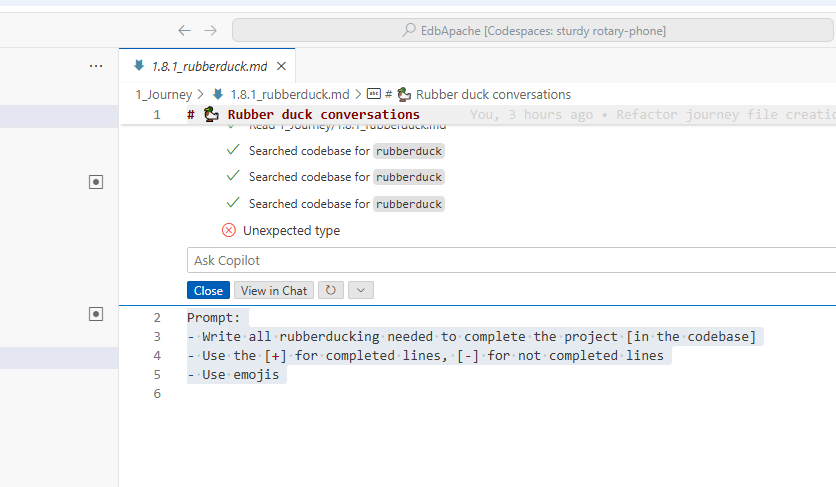 EdbApache [Codespaces: sturdy rotary-phone]
1.8.1_rubberduck.md
1_Journey > 1.8.1_rubberduck.md > abc # 🦆 Rubber duck conversations
1 # 🦆 Rubber duck conversations You, 3 hours ago • Refactor journey file creatio
Read 1_Journey/1.8.1_rubberduck.md
Searched codebase for rubberduck
Searched codebase for rubberduck
Searched codebase for rubberduck
Unexpected type
Ask Copilot
Close View in Chat
2 Prompt:
3 - Write all rubberducking needed to complete the project [in the codebase]
4 - Use the [+] for completed lines, [-] for not completed lines
5 - Use emojis
6